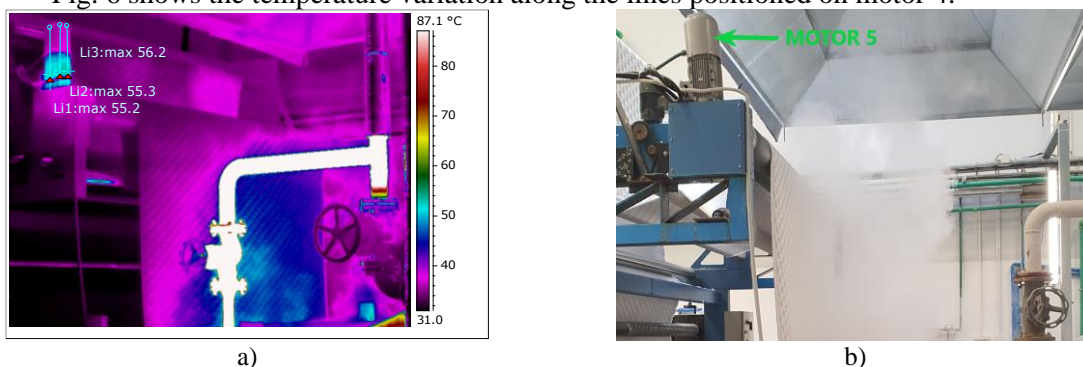 Fig. 6 shows the temperature variation along the lines positioned on motor 4.
Li3:max 56.2
Li2:max 55.3
Li1:max 55.2
87.1 °C
80
70
60
50
40
31.0
MOTOR 5
a)
b)